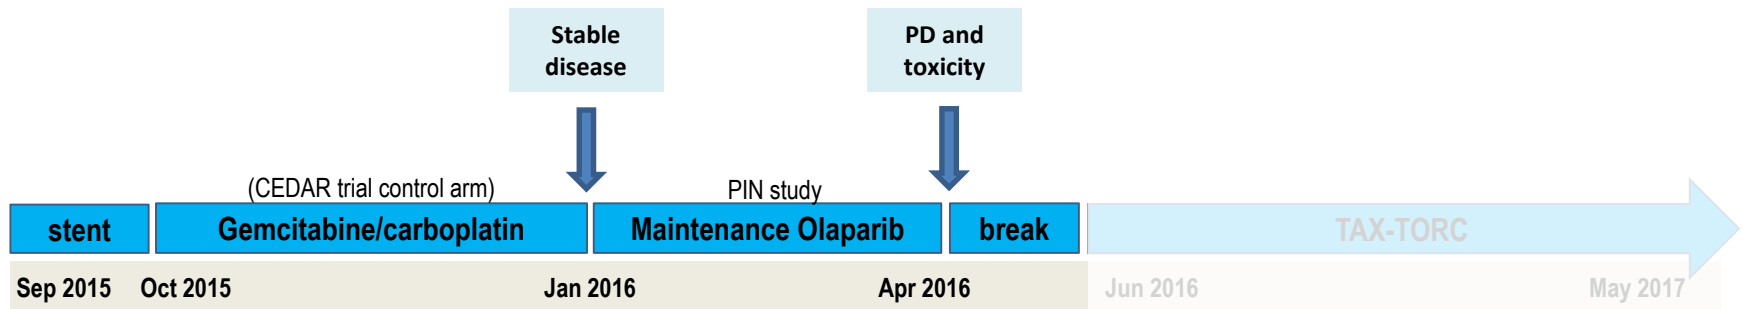 Stable
disease
PD and
toxicity
(CEDAR trial control arm)
PIN study
stent
Gemcitabine/carboplatin
Maintenance Olaparib
break
TAX-TORC
Sep 2015
Oct 2015
Jan 2016
Apr 2016
Jun 2016
May 2017